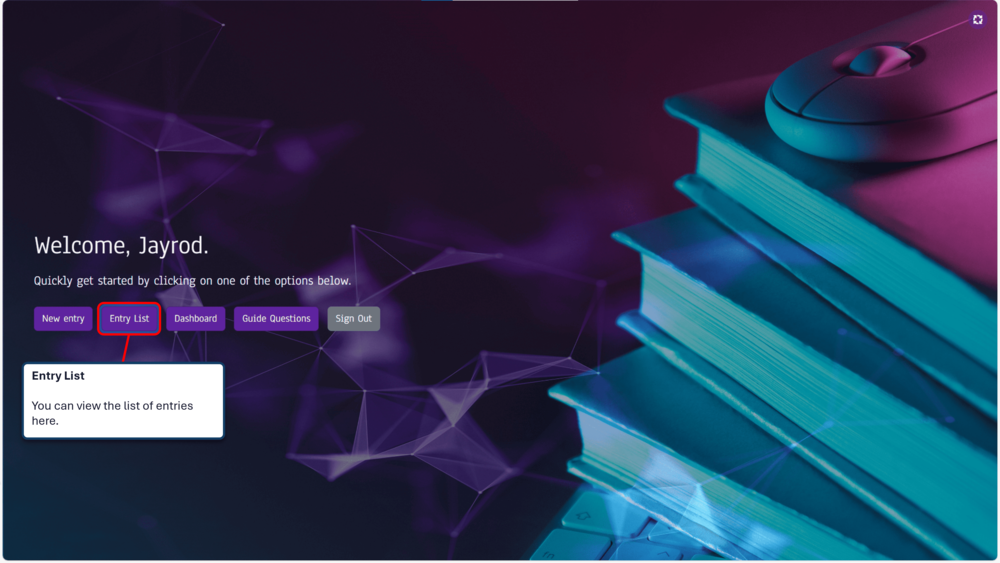 Welcome, Jayrod.
Quickly get started by clicking on one of the options below.
New entry
Entry List
Dashboard
Guide Questions
Sign Out
Entry List
You can view the list of entries
here.